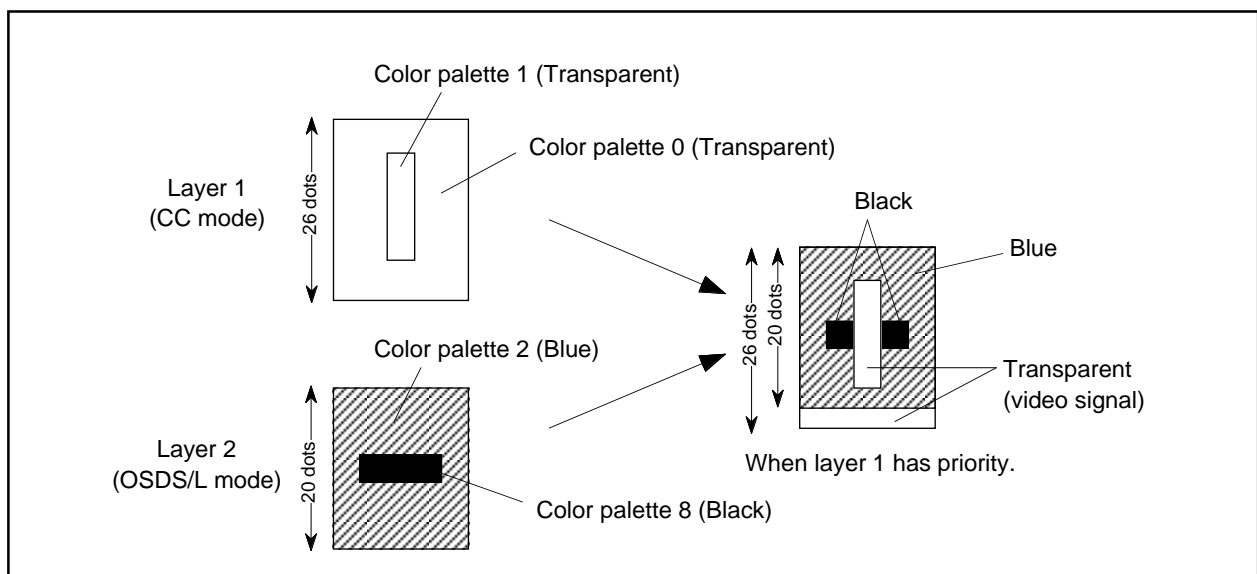 Color palette 1 (Transparent)
Color palette 0 (Transparent)
Layer 1
(CC mode)
26 dots
Color palette 2 (Blue)
Layer 2
(OSDS/L mode)
20 dots
Color palette 8 (Black)
Black
Blue
26 dots
20 dots
Transparent
(video signal)
When layer 1 has priority.